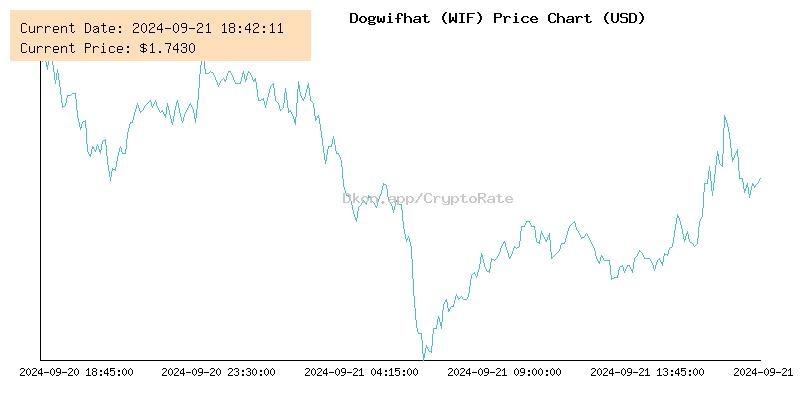 Dogwifhat (WIF) Price Chart (USD)
Current Date: 2024-09-21 18:42:11
Current Price: $1.7430
Dkon.app/CryptoRate
2024-09-20 18:45:00
2024-09-20 23:30:00
2024-09-21 04:15:00
2024-09-21 09:00:00
2024-09-21 13:45:00
2024-09-21